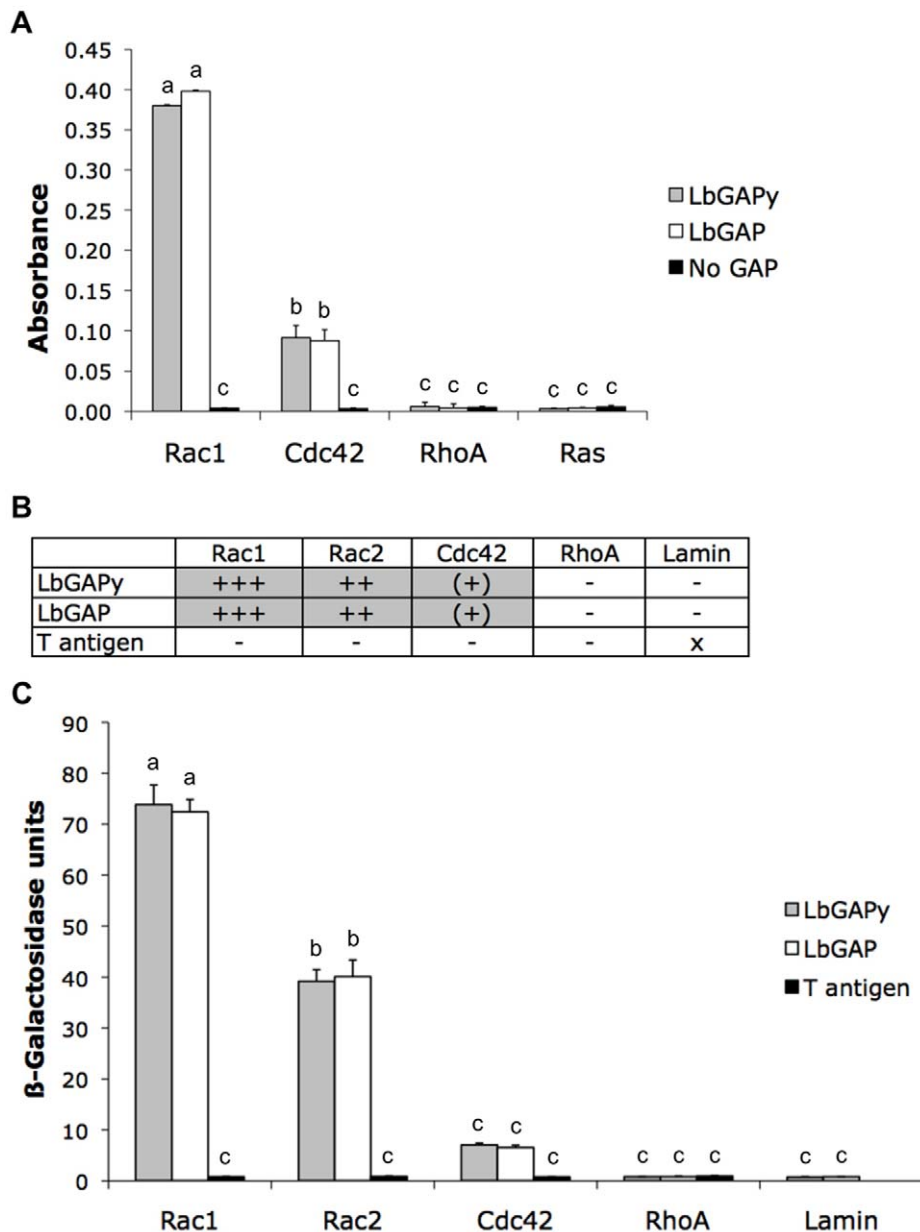 A
0.45
0.40
0.35
0.30
0.25
0.20
0.15
0.10
0.05
0.00
Absorbance
a a c
b b c
c c c
c c c
Rac1 Cdc42 RhoA Ras
LbGAPy
LbGAP
No GAP
B
Rac1 Rac2 Cdc42 RhoA Lamin
LbGAPy +++ ++ (+) - -
LbGAP +++ ++ (+) - -
T antigen - - - - x
C
90
80
70
60
50
40
30
20
10
0
ß-Galactosidase units
a a c
b b c
c c c
c c c
c c
Rac1 Rac2 Cdc42 RhoA Lamin
LbGAPy
LbGAP
T antigen